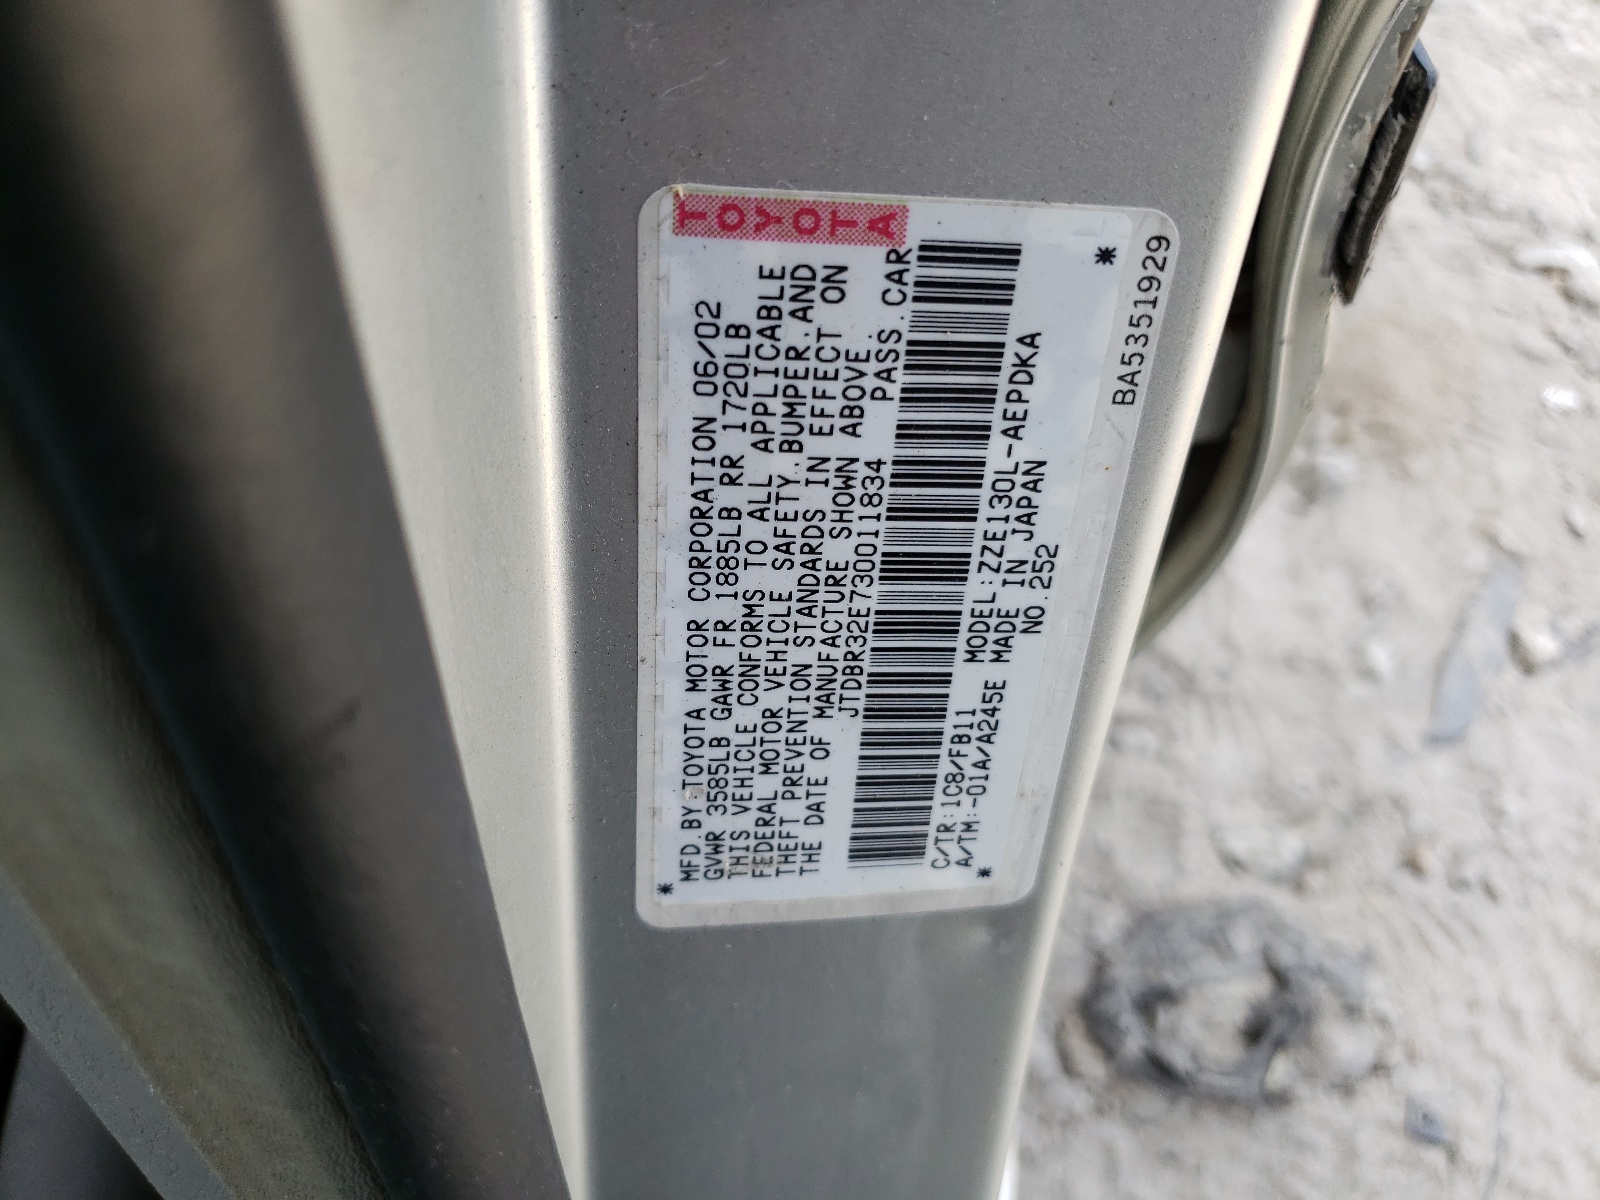 TOYOTA
MFD.BY:TOYOTA MOTOR CORPORATION 06/02
GVWR 3585LB GAWR FR 1885LB RR 1720LB
THIS VEHICLE CONFORMS TO ALL APPLICABLE
FEDERAL MOTOR VEHICLE SAFETY,BUMPER,AND
THEFT PREVENTION STANDARDS IN EFFECT ON
THE DATE OF MANUFACTURE SHOWN ABOVE.
JTDBR32E730011834 PASS.CAR
C/TR:1C8/FB11 MODEL:ZZE130L-AEPDKA
A/TM:-01A/A245E MADE IN JAPAN
NO.252
BA5351929